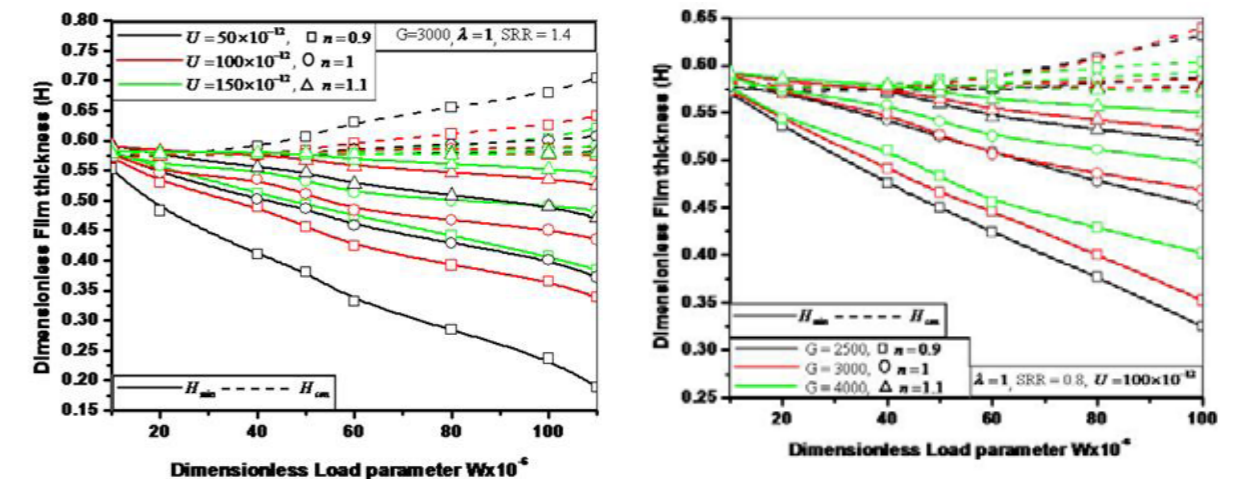 0.80
0.75
0.70
0.65
0.60
0.55
0.50
0.45
0.40
0.35
0.30
0.25
0.20
0.15
Dimensionless Film thickness (H)
U = 50×10⁻¹², □ n = 0.9
U = 100×10⁻¹², ○ n = 1
U = 150×10⁻¹², △ n = 1.1
G=3000, λ = 1, SRR = 1.4
H min H cen
20 40 60 80 100
Dimensionless Load parameter Wx10⁻⁶
0.65
0.60
0.55
0.50
0.45
0.40
0.35
0.30
0.25
Dimensionless Film thickness (H)
H min H cen
G = 2500, □ n = 0.9
G = 3000, ○ n = 1
G = 4000, △ n = 1.1
λ = 1, SRR = 0.8, U = 100×10⁻¹²
20 40 60 80 100
Dimensionless Load parameter Wx10⁻⁶